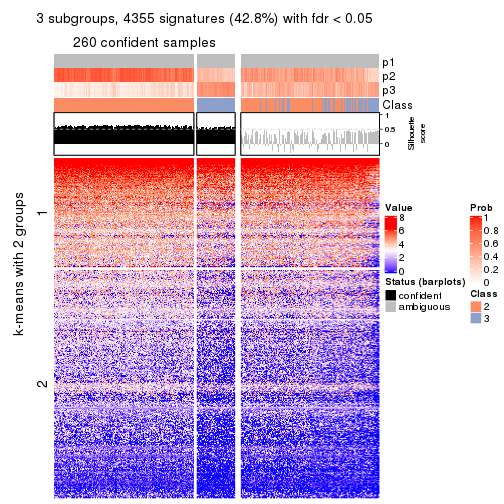 3 subgroups, 4355 signatures (42.8%) with fdr < 0.05
260 confident samples
p1
p2
p3
Class
1
0.5
0
Silhouette
score
k-means with 2 groups
1
2
Value
8
6
4
2
0
Status (barplots)
confident
ambiguous
Prob
1
0.8
0.6
0.4
0.2
0
Class
2
3